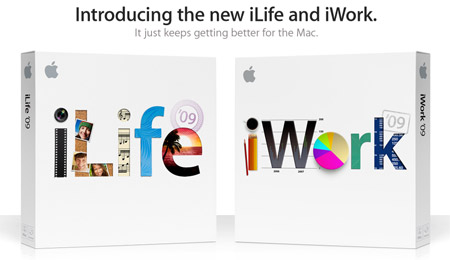 Introducing the new iLife and iWork.
It just keeps getting better for the Mac.
iLife '09
iLife
'09
iWork
'09
iWork '09